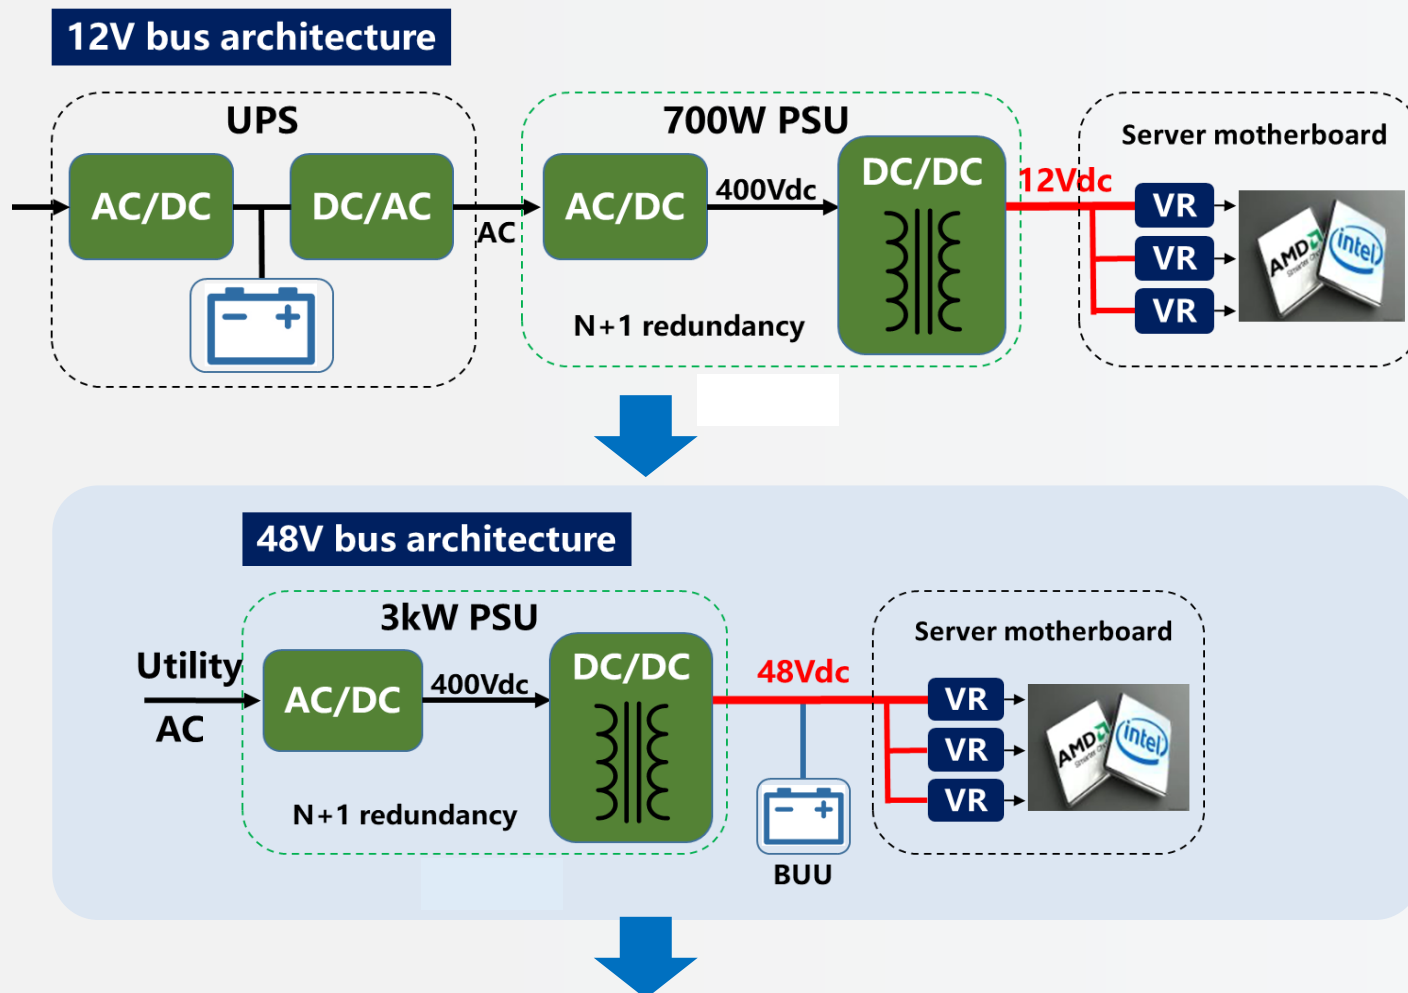 12V bus architecture
UPS
AC/DC
DC/AC
AC
700W PSU
AC/DC
400Vdc
DC/DC
N+1 redundancy
12Vdc
Server motherboard
VR
VR
VR
AMD
intel
48V bus architecture
Utility
AC
3kW PSU
AC/DC
400Vdc
DC/DC
N+1 redundancy
48Vdc
BUU
Server motherboard
VR
VR
VR
AMD
intel